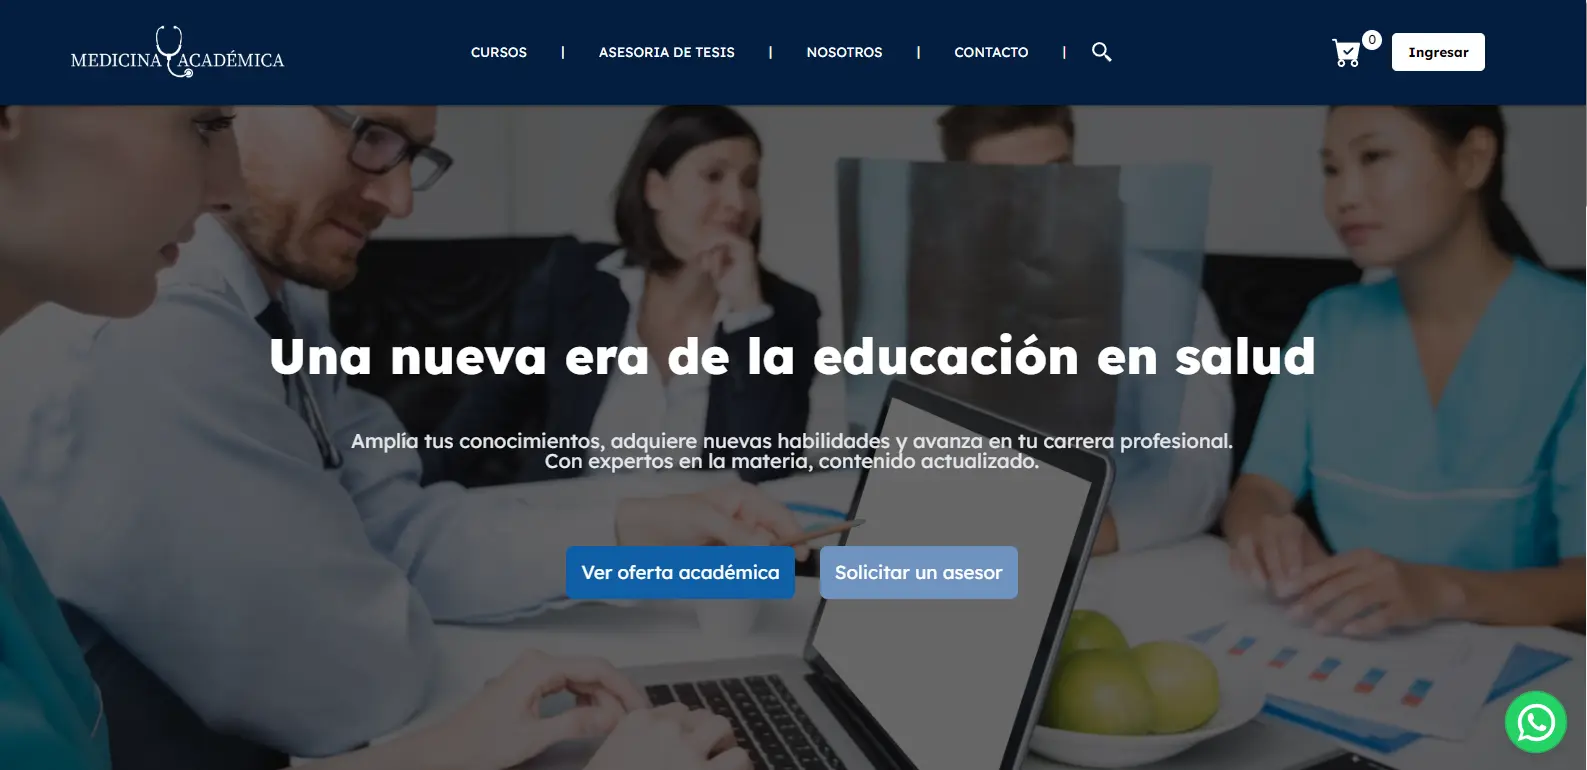 MEDICINA ACADÉMICA
CURSOS | ASESORIA DE TESIS | NOSOTROS | CONTACTO |
0
Ingresar
Una nueva era de la educación en salud
Amplía tus conocimientos, adquiere nuevas habilidades y avanza en tu carrera profesional.
Con expertos en la materia, contenido actualizado.
Ver oferta académica
Solicitar un asesor